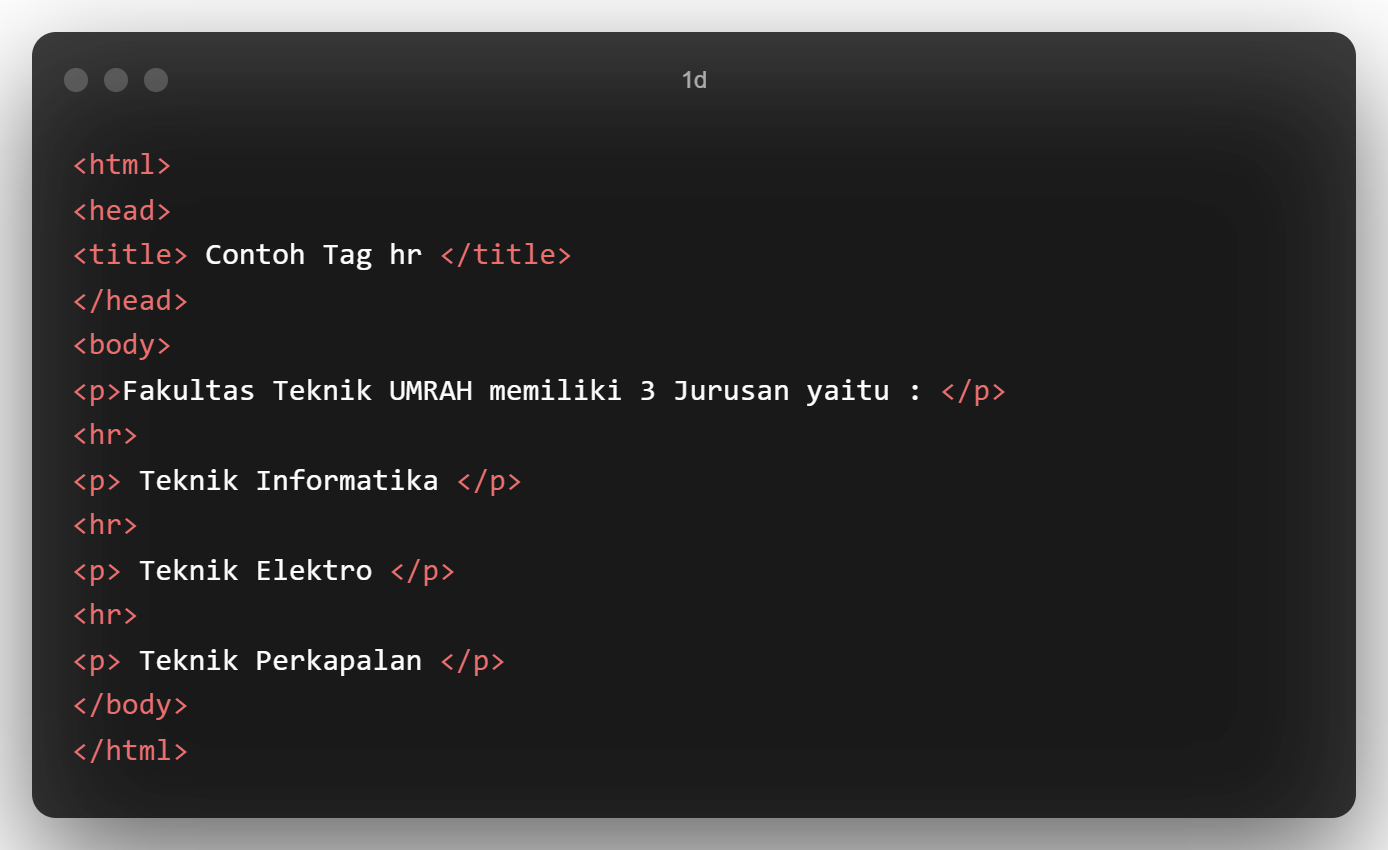 1d
<html>
<head>
<title> Contoh Tag hr </title>
</head>
<body>
<p>Fakultas Teknik UMRAH memiliki 3 Jurusan yaitu : </p>
<hr>
<p> Teknik Informatika </p>
<hr>
<p> Teknik Elektro </p>
<hr>
<p> Teknik Perkapalan </p>
</body>
</html>